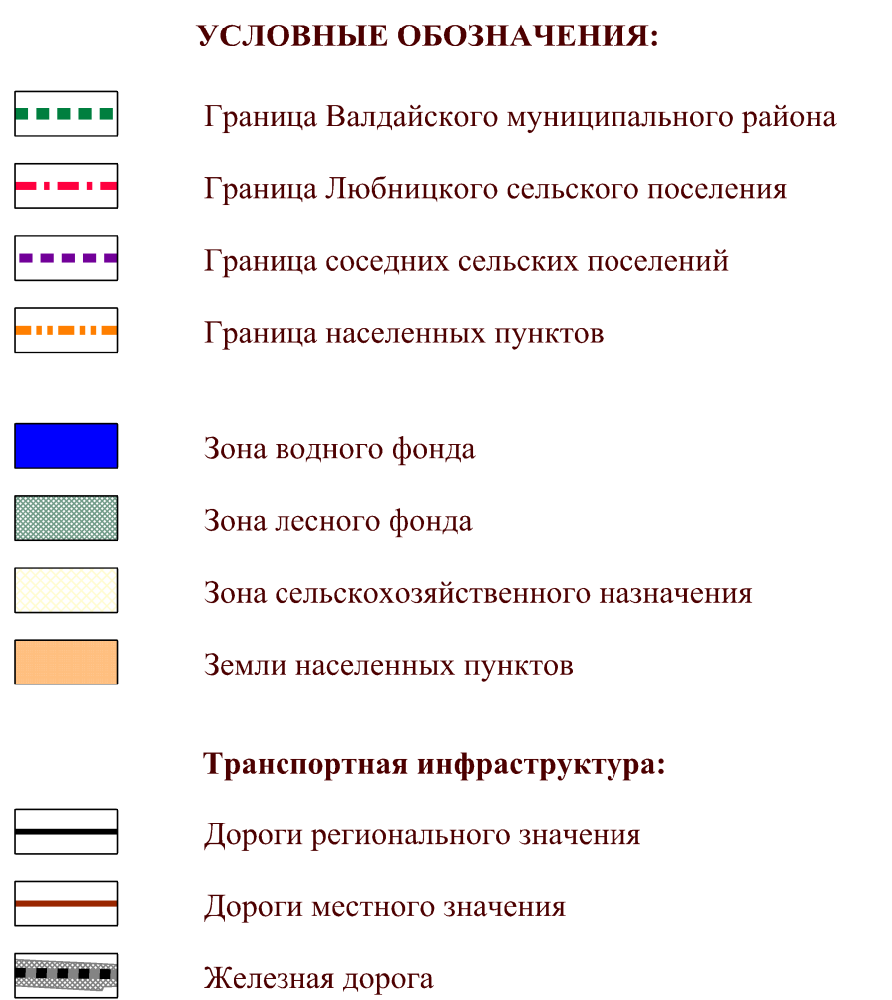 УСЛОВНЫЕ ОБОЗНАЧЕНИЯ:
Граница Валдайского муниципального района
Граница Любницкого сельского поселения
Граница соседних сельских поселений
Граница населенных пунктов
Зона водного фонда
Зона лесного фонда
Зона сельскохозяйственного назначения
Земли населенных пунктов
Транспортная инфраструктура:
Дороги регионального значения
Дороги местного значения
Железная дорога